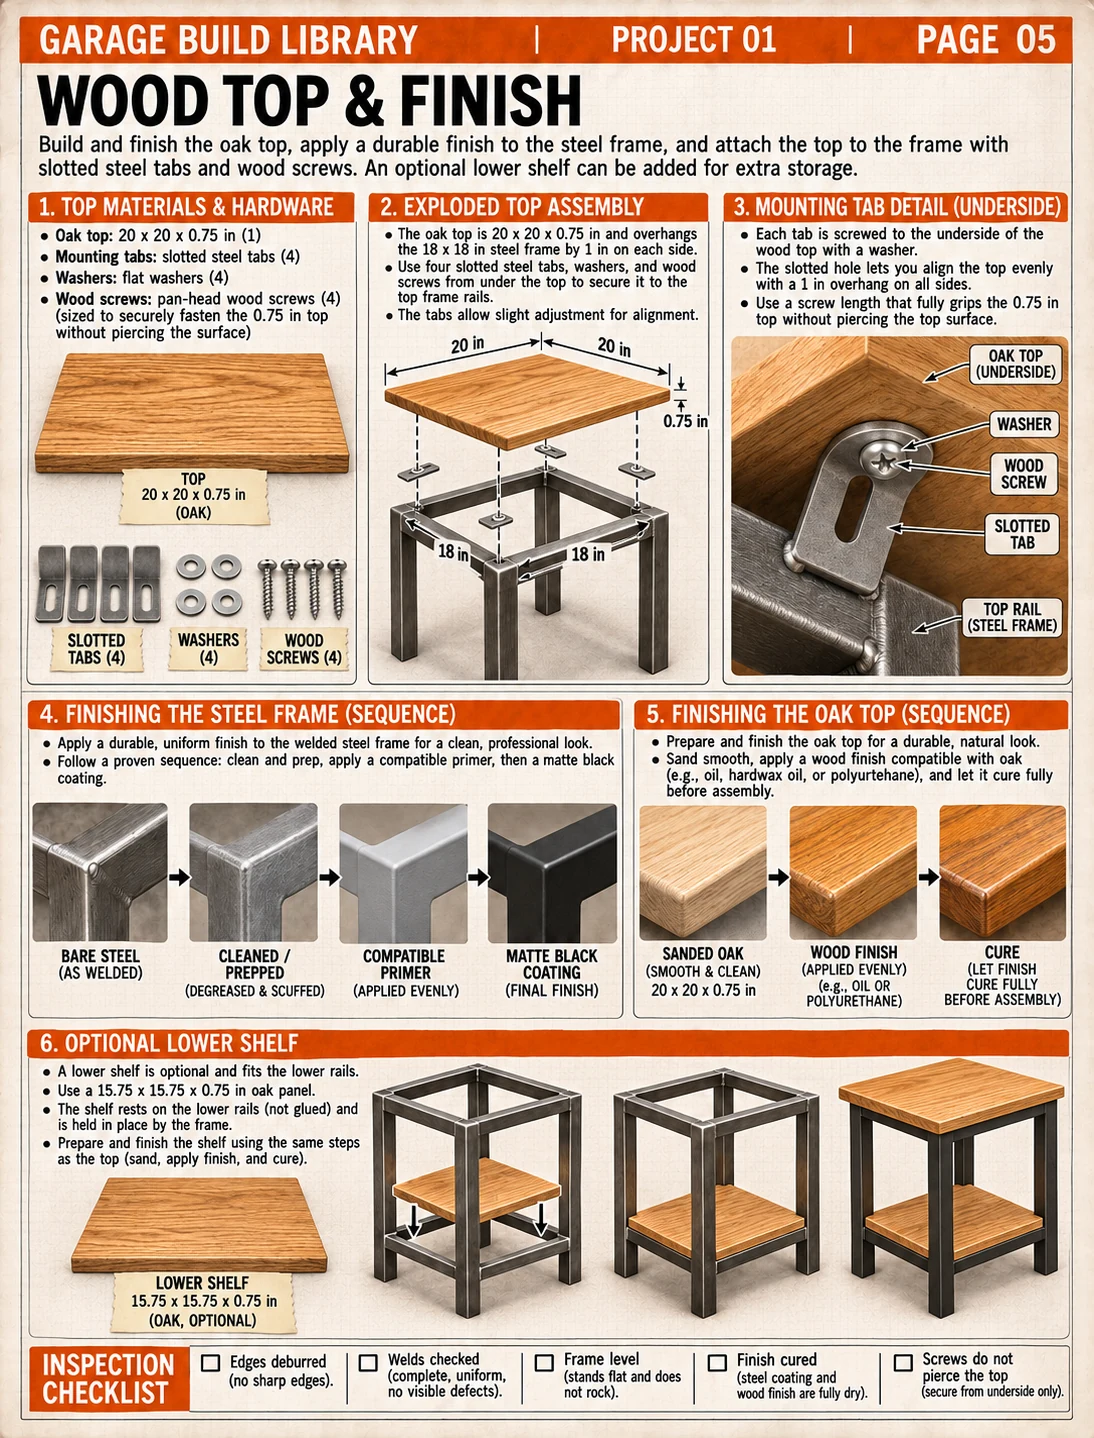 GARAGE BUILD LIBRARY | PROJECT 01 | PAGE 05
WOOD TOP & FINISH
Build and finish the oak top, apply a durable finish to the steel frame, and attach the top to the frame with
slotted steel tabs and wood screws. An optional lower shelf can be added for extra storage.
1. TOP MATERIALS & HARDWARE
• Oak top: 20 x 20 x 0.75 in (1)
• Mounting tabs: slotted steel tabs (4)
• Washers: flat washers (4)
• Wood screws: pan-head wood screws (4)
(sized to securely fasten the 0.75 in top
without piercing the surface)
TOP
20 x 20 x 0.75 in
(OAK)
SLOTTED
TABS (4)
WASHERS
(4)
WOOD
SCREWS (4)
2. EXPLODED TOP ASSEMBLY
• The oak top is 20 x 20 x 0.75 in and overhangs
the 18 x 18 in steel frame by 1 in on each side.
• Use four slotted steel tabs, washers, and wood
screws from under the top to secure it to the
top frame rails.
• The tabs allow slight adjustment for alignment.
20 in
20 in
0.75 in
18 in
18 in
3. MOUNTING TAB DETAIL (UNDERSIDE)
• Each tab is screwed to the underside of the
wood top with a washer.
• The slotted hole lets you align the top evenly
with a 1 in overhang on all sides.
• Use a screw length that fully grips the 0.75 in
top without piercing the top surface.
OAK TOP
(UNDERSIDE)
WASHER
WOOD
SCREW
SLOTTED
TAB
TOP RAIL
(STEEL FRAME)
4. FINISHING THE STEEL FRAME (SEQUENCE)
• Apply a durable, uniform finish to the welded steel frame for a clean, professional look.
• Follow a proven sequence: clean and prep, apply a compatible primer, then a matte black
coating.
BARE STEEL
(AS WELDED)
CLEANED /
PREPPED
(DEGREASED & SCUFFED)
COMPATIBLE
PRIMER
(APPLIED EVENLY)
MATTE BLACK
COATING
(FINAL FINISH)
5. FINISHING THE OAK TOP (SEQUENCE)
• Prepare and finish the oak top for a durable, natural look.
• Sand smooth, apply a wood finish compatible with oak
(e.g., oil, hardwax oil, or polyurtehane), and let it cure fully
before assembly.
SANDED OAK
(SMOOTH & CLEAN)
20 x 20 x 0.75 in
WOOD FINISH
(APPLIED EVENLY)
(e.g., OIL OR
POLYURETHANE)
CURE
(LET FINISH
CURE FULLY
BEFORE ASSEMBLY)
6. OPTIONAL LOWER SHELF
• A lower shelf is optional and fits the lower rails.
• Use a 15.75 x 15.75 x 0.75 in oak panel.
• The shelf rests on the lower rails (not glued) and
is held in place by the frame.
• Prepare and finish the shelf using the same steps
as the top (sand, apply finish, and cure).
LOWER SHELF
15.75 x 15.75 x 0.75 in
(OAK, OPTIONAL)
INSPECTION
CHECKLIST
Edges deburred
(no sharp edges).
Welds checked
(complete, uniform,
no visible defects).
Frame level
(stands flat and does
not rock).
Finish cured
(steel coating and
wood finish are fully dry).
Screws do not
pierce the top
(secure from underside only).